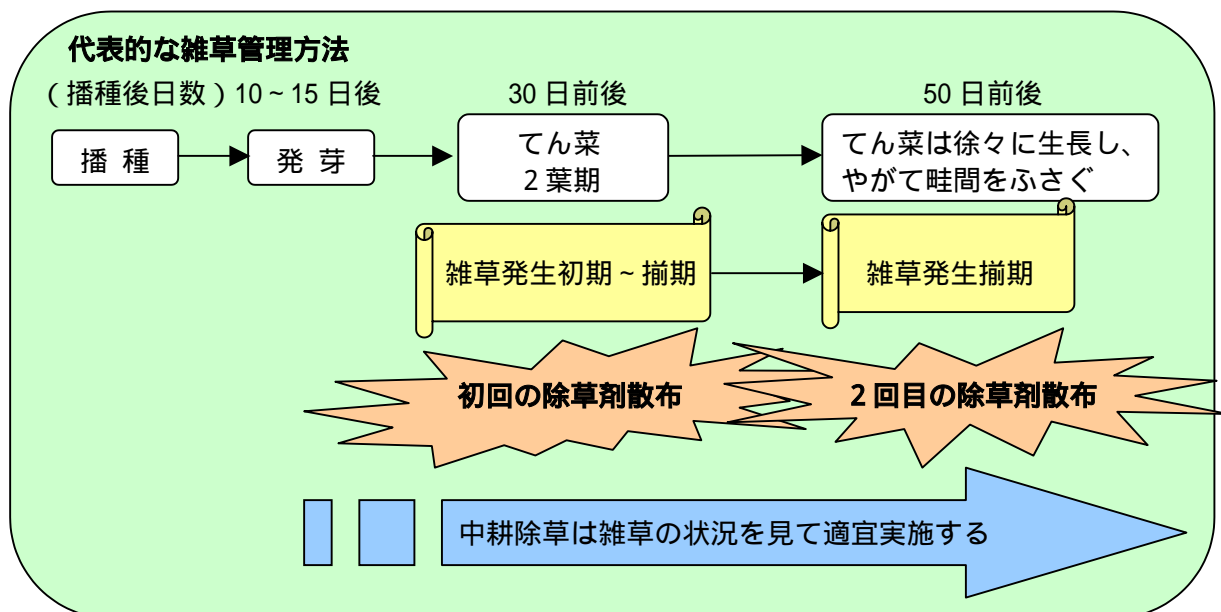 代表的な雑草管理方法
(播種後日数)10~15日後 30日前後 50日前後
播 種
発 芽
てん菜
2葉期
てん菜は徐々に生長し、
やがて畦間をふさぐ
雑草発生初期~揃期
雑草発生揃期
初回の除草剤散布
2回目の除草剤散布
中耕除草は雑草の状況を見て適宜実施する